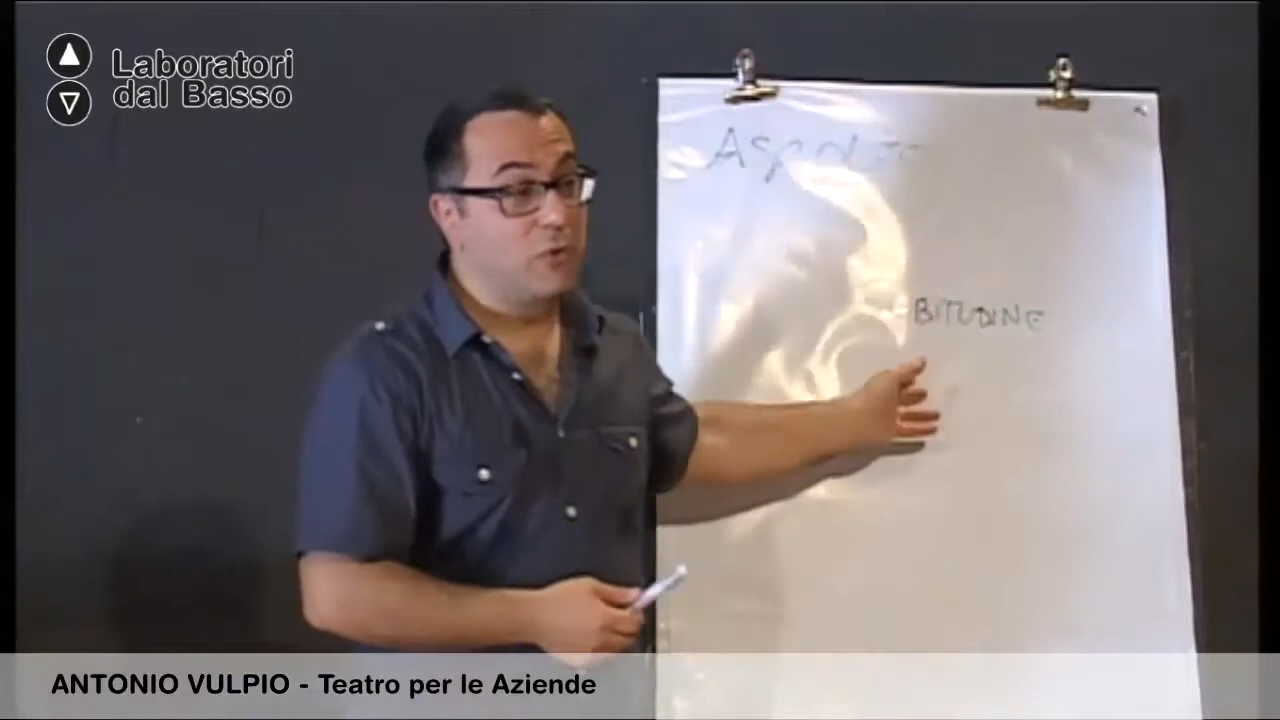 Laboratori
dal Basso
BITUDINE
ANTONIO VULPIO - Teatro per le Aziende